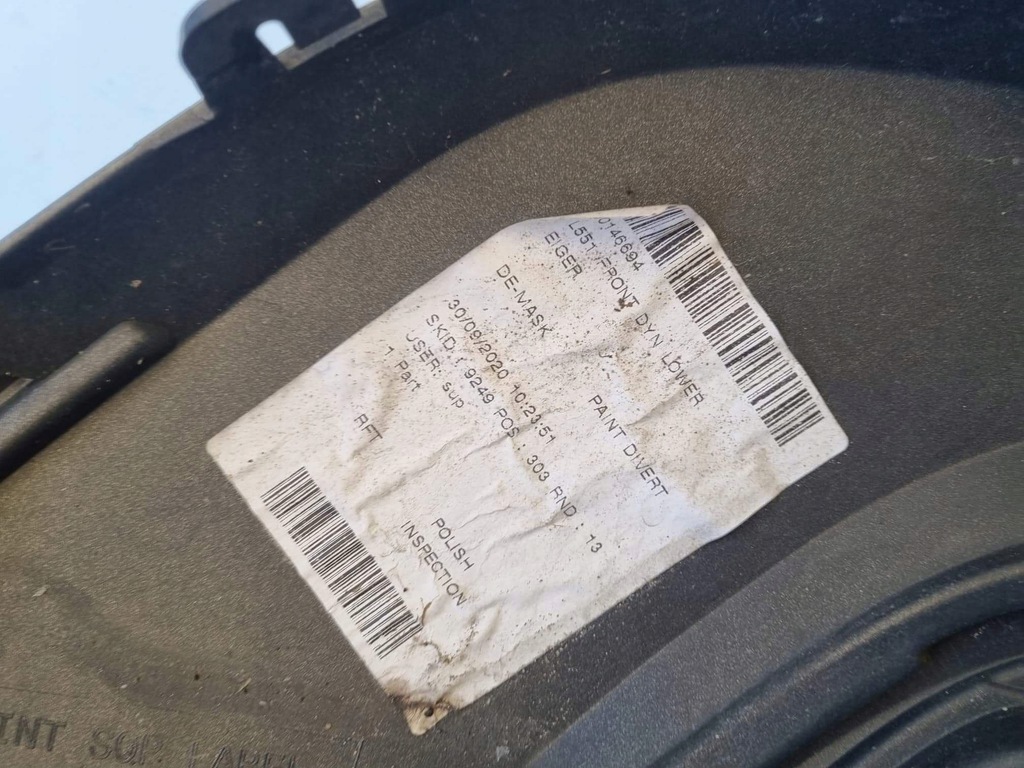 0146694
L551 FRONT DYN LOWER
EIGER
DE-MASK PAINT DIVERT
30/09/2020 10:23:51
SKID : 9249 POS : 303 RND : 13
USER: sup
1 Part
RFT POLISH
INSPECTION